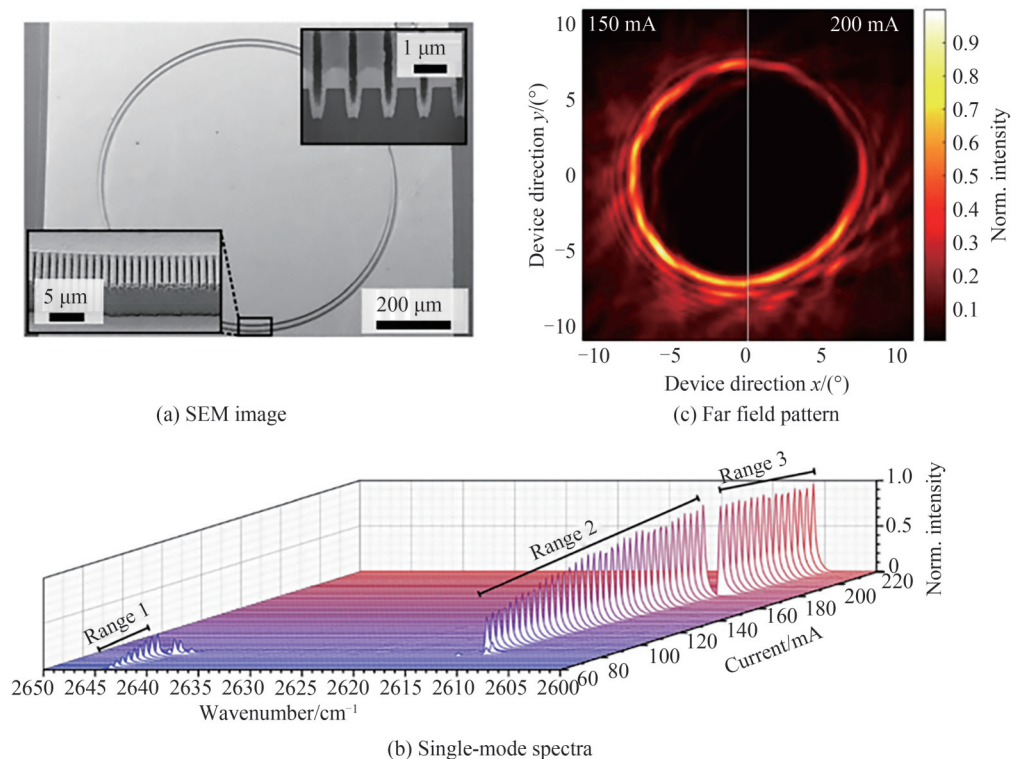 1 μm
5 μm
200 μm
(a) SEM image
150 mA
200 mA
10
5
0
−5
−10
Device direction y/(°)
−10
−5
0
5
10
Device direction x/(°)
0.9
0.8
0.7
0.6
0.5
0.4
0.3
0.2
0.1
Norm. intensity
(c) Far field pattern
Range 1
Range 2
Range 3
1.0
0.5
0
Norm. intensity
2650
2645
2640
2630
2625
2620
2615
2610
2605
2600
Wavenumber/cm⁻¹
60
80
100
120
140
160
180
200
220
Current/mA
(b) Single-mode spectra